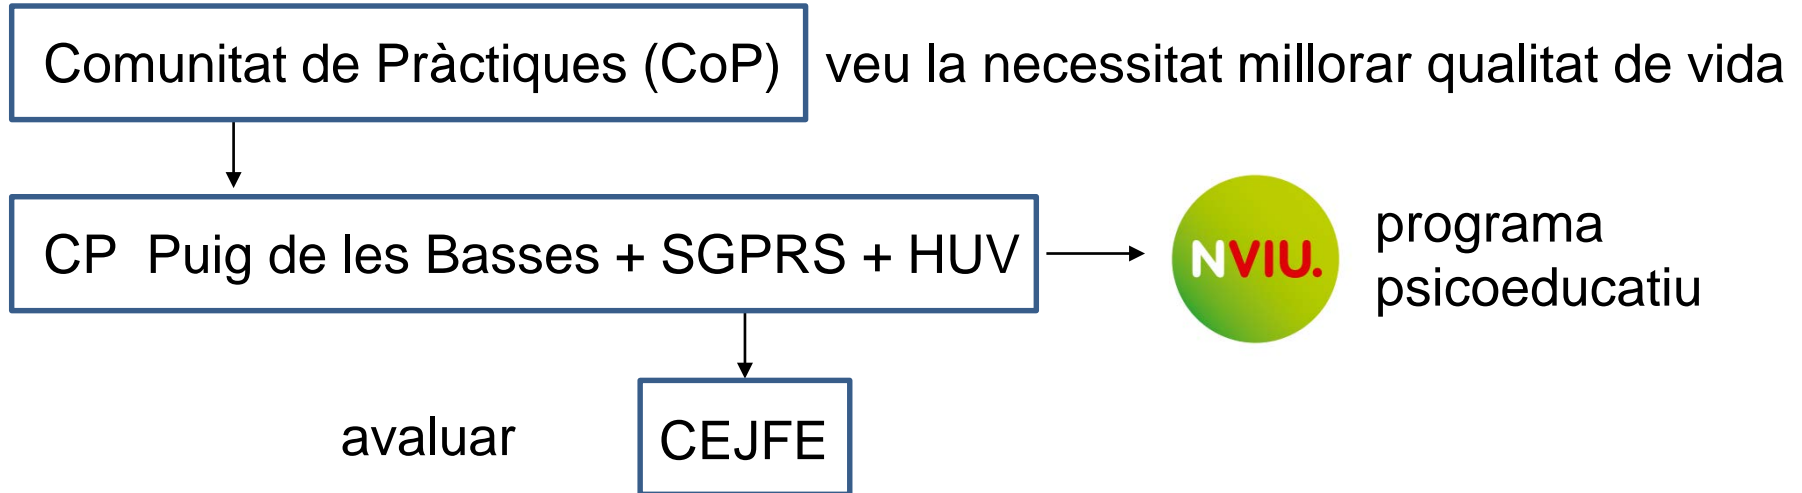 Comunitat de Pràctiques (CoP) veu la necessitat millorar qualitat de vida
CP Puig de les Basses + SGPRS + HUV
NVIU.
programa
psicoeducatiu
avaluar
CEJFE